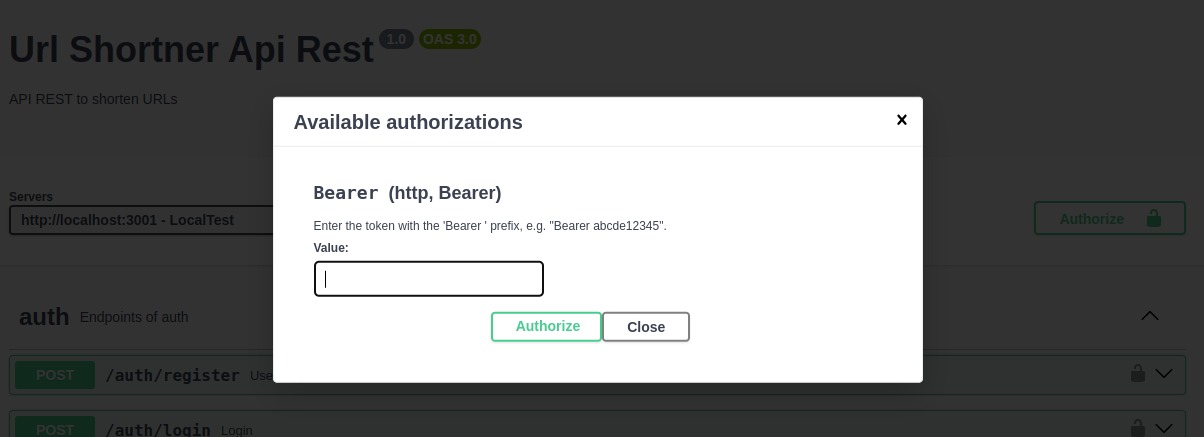 Url Shortner Api Rest 1.0 OAS 3.0
API REST to shorten URLs
Available authorizations
Bearer (http, Bearer)
Enter the token with the 'Bearer ' prefix, e.g. "Bearer abcde12345".
Value:
Authorize Close
Servers
http://localhost:3001 - LocalTest
Authorize
auth Endpoints of auth
POST /auth/register
POST /auth/login Login